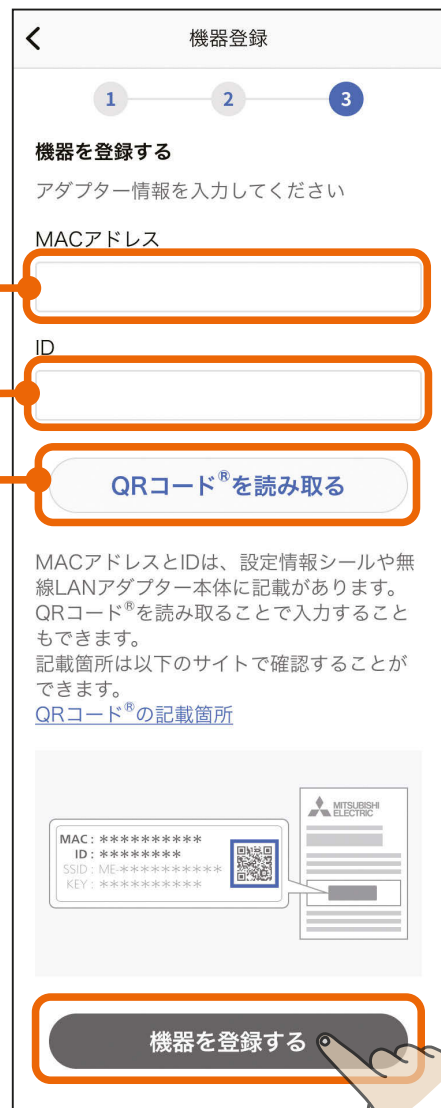 機器登録
1 2 3
機器を登録する
アダプター情報を入力してください
MACアドレス
ID
QRコード®を読み取る
MACアドレスとIDは、設定情報シールや無
線LANアダプター本体に記載があります。
QRコード®を読み取ることで入力すること
もできます。
記載箇所は以下のサイトで確認することが
できます。
QRコード®の記載箇所
MITSUBISHI
ELECTRIC
MAC : **********
ID : ********
SSID : ME-**********
KEY : **********
機器を登録する